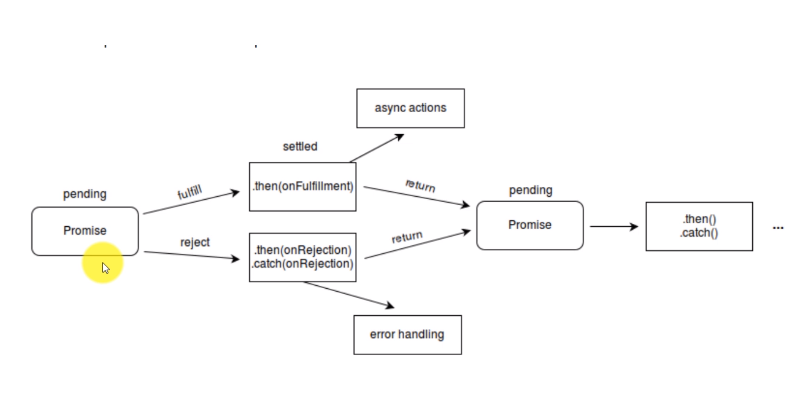 async actions
settled
pending
fulfill
.then(onFulfillment)
return
pending
Promise
reject
.then(onRejection)
.catch(onRejection)
return
Promise
.then()
.catch()
...
error handling